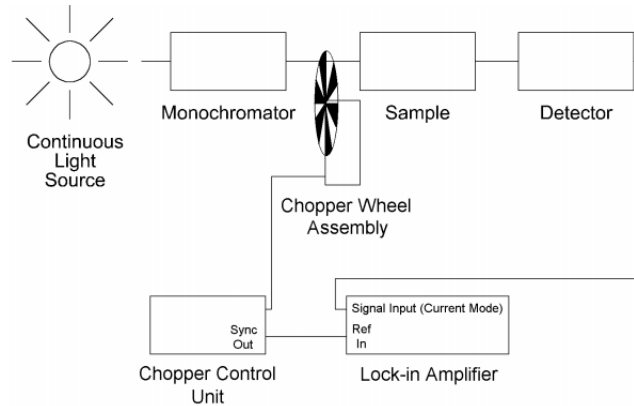 Monochromator
Sample
Detector
Continuous
Light
Source
Chopper Wheel
Assembly
Sync
Out
Signal Input (Current Mode)
Ref
In
Chopper Control
Unit
Lock-in Amplifier